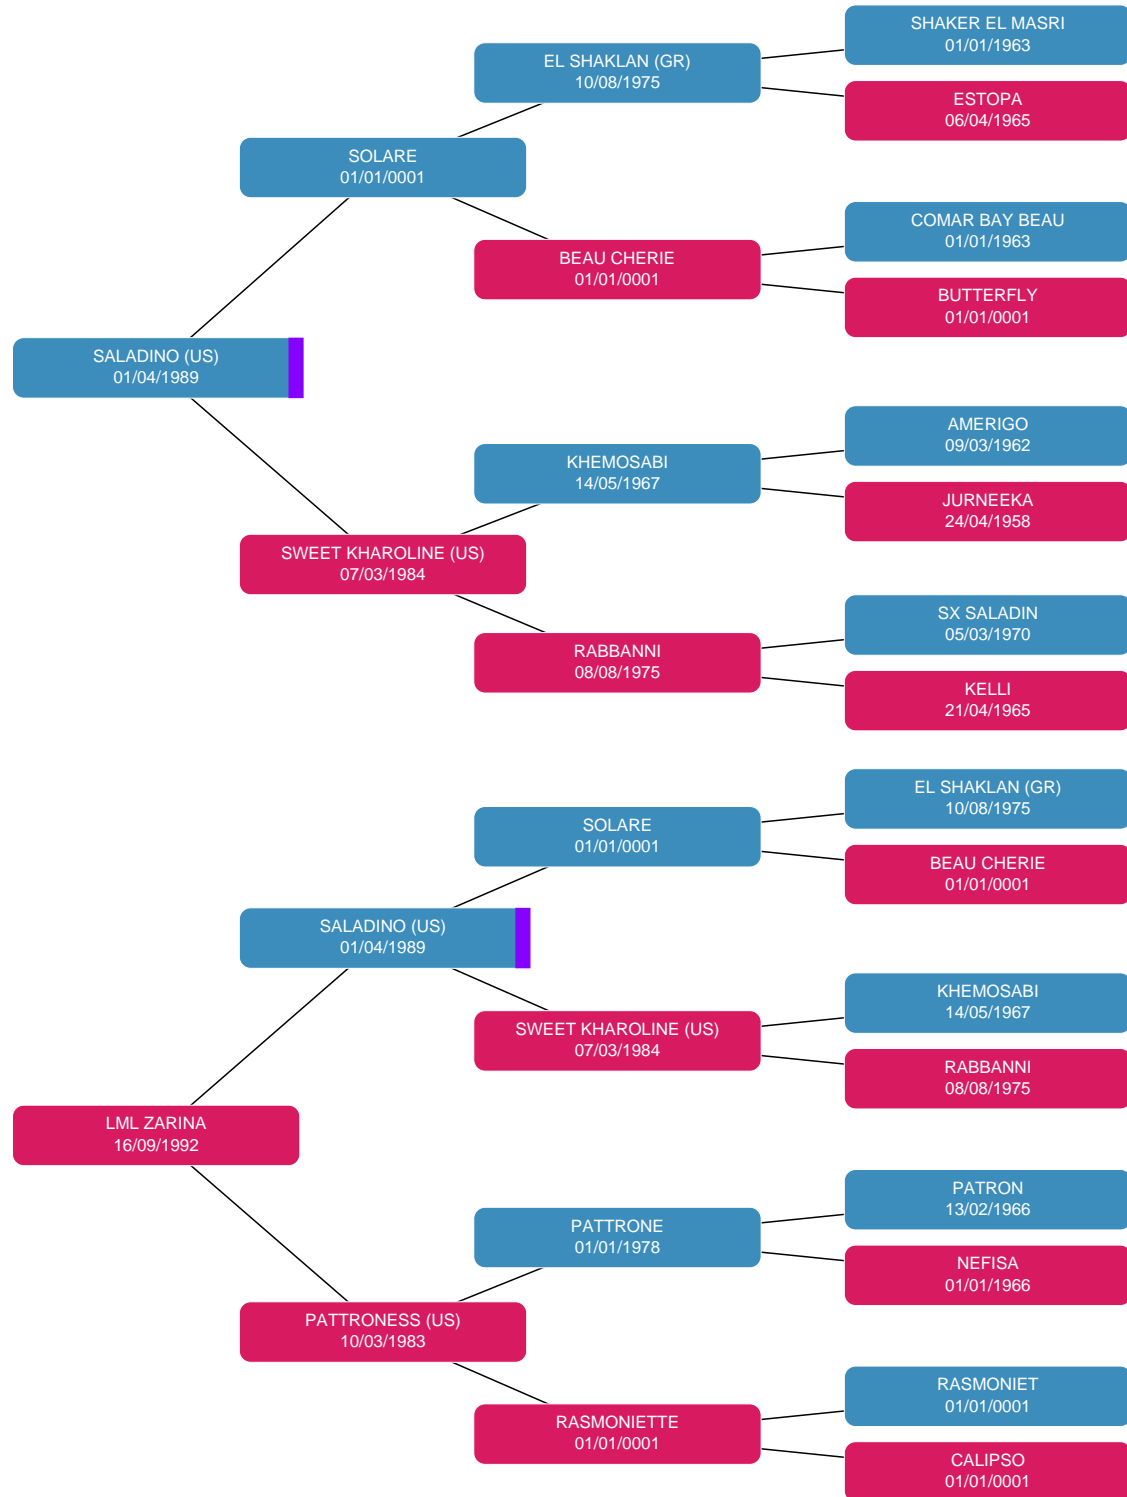 SHAKER EL MASRI
01/01/1963
EL SHAKLAN (GR)
10/08/1975
ESTOPA
06/04/1965
SOLARE
01/01/0001
COMAR BAY BEAU
01/01/1963
BEAU CHERIE
01/01/0001
BUTTERFLY
01/01/0001
SALADINO (US)
01/04/1989
AMERIGO
09/03/1962
KHEMOSABI
14/05/1967
JURNEEKA
24/04/1958
SWEET KHAROLINE (US)
07/03/1984
SX SALADIN
05/03/1970
RABBANNI
08/08/1975
KELLI
21/04/1965
EL SHAKLAN (GR)
10/08/1975
SOLARE
01/01/0001
BEAU CHERIE
01/01/0001
SALADINO (US)
01/04/1989
KHEMOSABI
14/05/1967
SWEET KHAROLINE (US)
07/03/1984
RABBANNI
08/08/1975
LML ZARINA
16/09/1992
PATRON
13/02/1966
PATTRONE
01/01/1978
NEFISA
01/01/1966
PATTRONESS (US)
10/03/1983
RASMONIET
01/01/0001
RASMONIETTE
01/01/0001
CALIPSO
01/01/0001